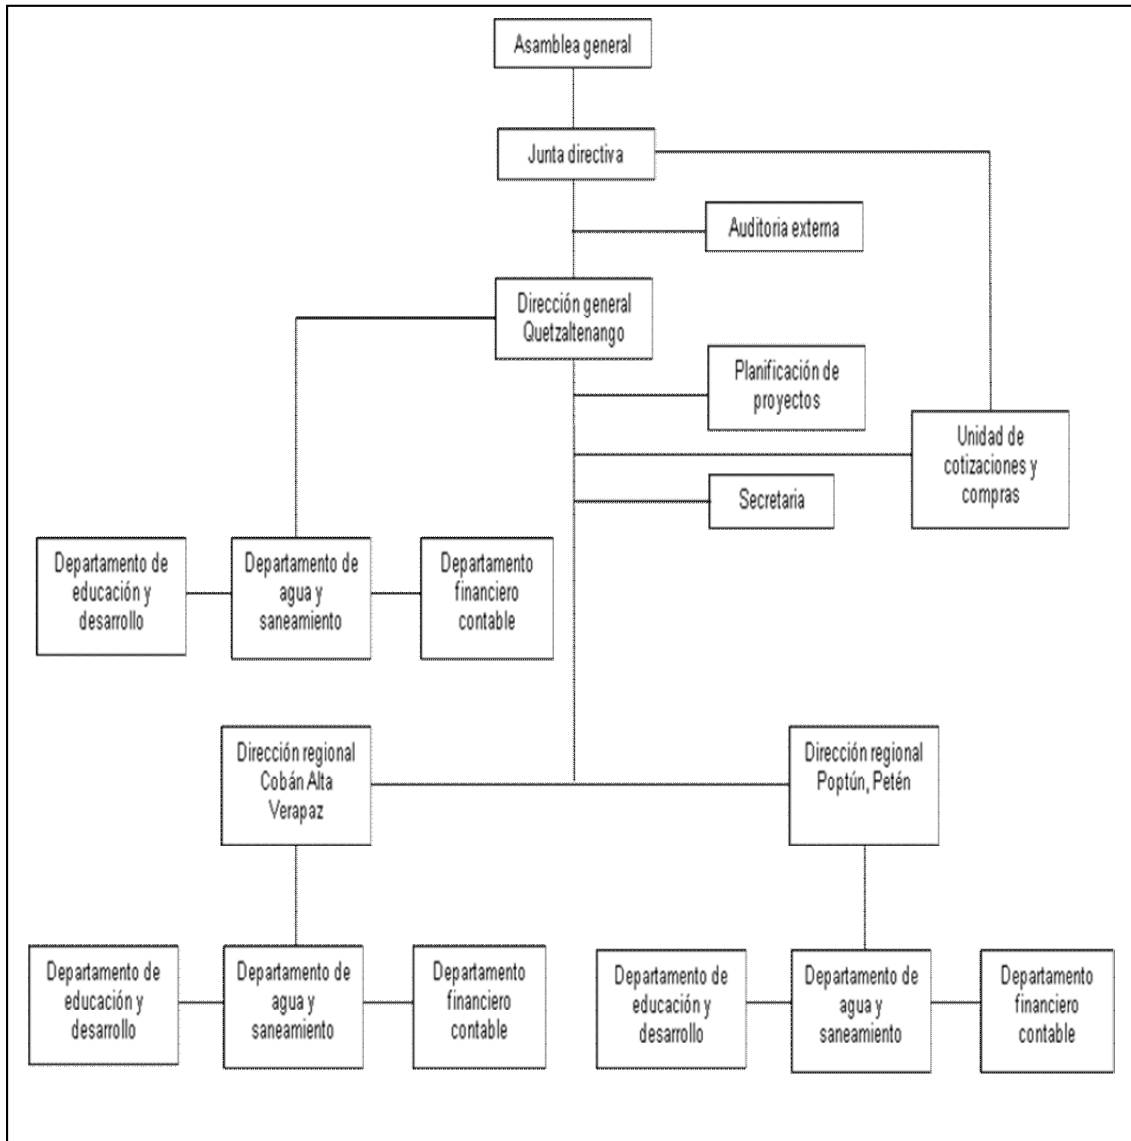 Asamblea general
Junta directiva
Auditoria externa
Dirección general
Quetzaltenango
Planificación de
proyectos
Unidad de
cotizaciones y
compras
Secretaria
Departamento de
educación y
desarrollo
Departamento de
agua y
saneamiento
Departamento
financiero
contable
Dirección regional
Cobán Alta
Verapaz
Dirección regional
Poptún, Petén
Departamento de
educación y
desarrollo
Departamento de
agua y
saneamiento
Departamento
financiero
contable
Departamento de
educación y
desarrollo
Departamento de
agua y
saneamiento
Departamento
financiero
contable